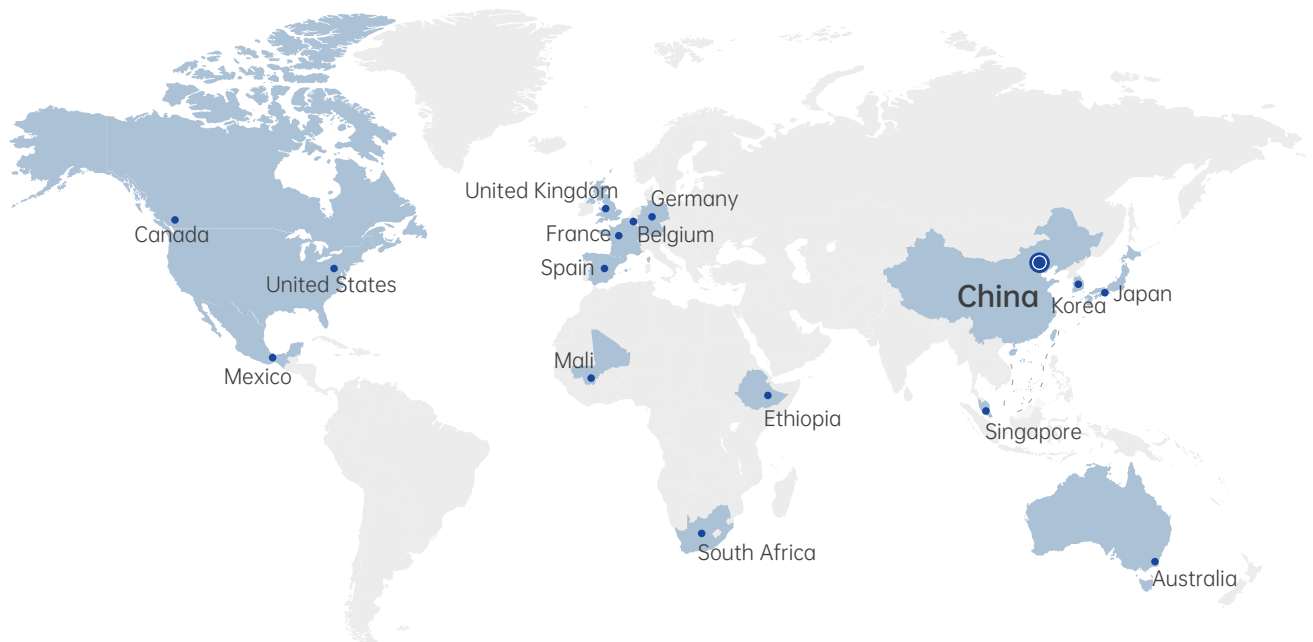 United Kingdom
Germany
Canada
France
Belgium
Spain
United States
China
Korea
Japan
Mali
Mexico
Ethiopia
Singapore
South Africa
Australia